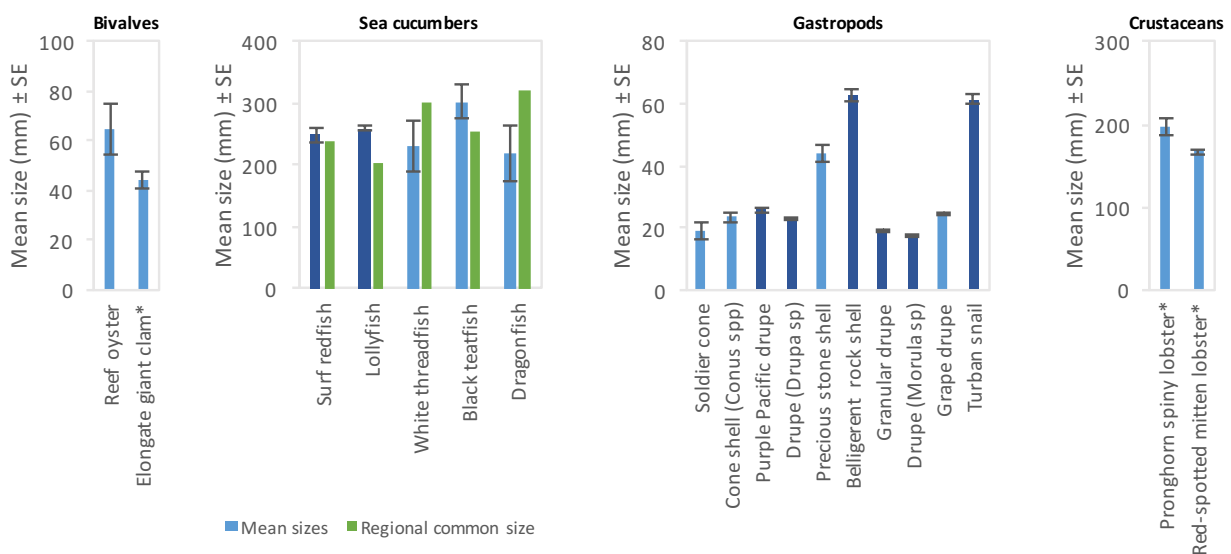 Bivalves
Mean size (mm) ± SE
100
80
60
40
20
0
Reef oyster
Elongate giant clam*
Sea cucumbers
Mean size (mm) ± SE
400
300
200
100
0
Surf redfish
Lollyfish
White threadfish
Black teatfish
Dragonfish
Mean sizes
Regional common size
Gastropods
Mean size (mm) ± SE
80
60
40
20
0
Soldier cone
Cone shell (Conus spp)
Purple Pacific drupe
Drupe (Drupa sp)
Precious stone shell
Belligerent rock shell
Granular drupe
Drupe (Morula sp)
Grape drupe
Turban snail
Crustaceans
Mean size (mm) ± SE
300
200
100
0
Pronghorn spiny lobster*
Red-spotted mitten lobster*